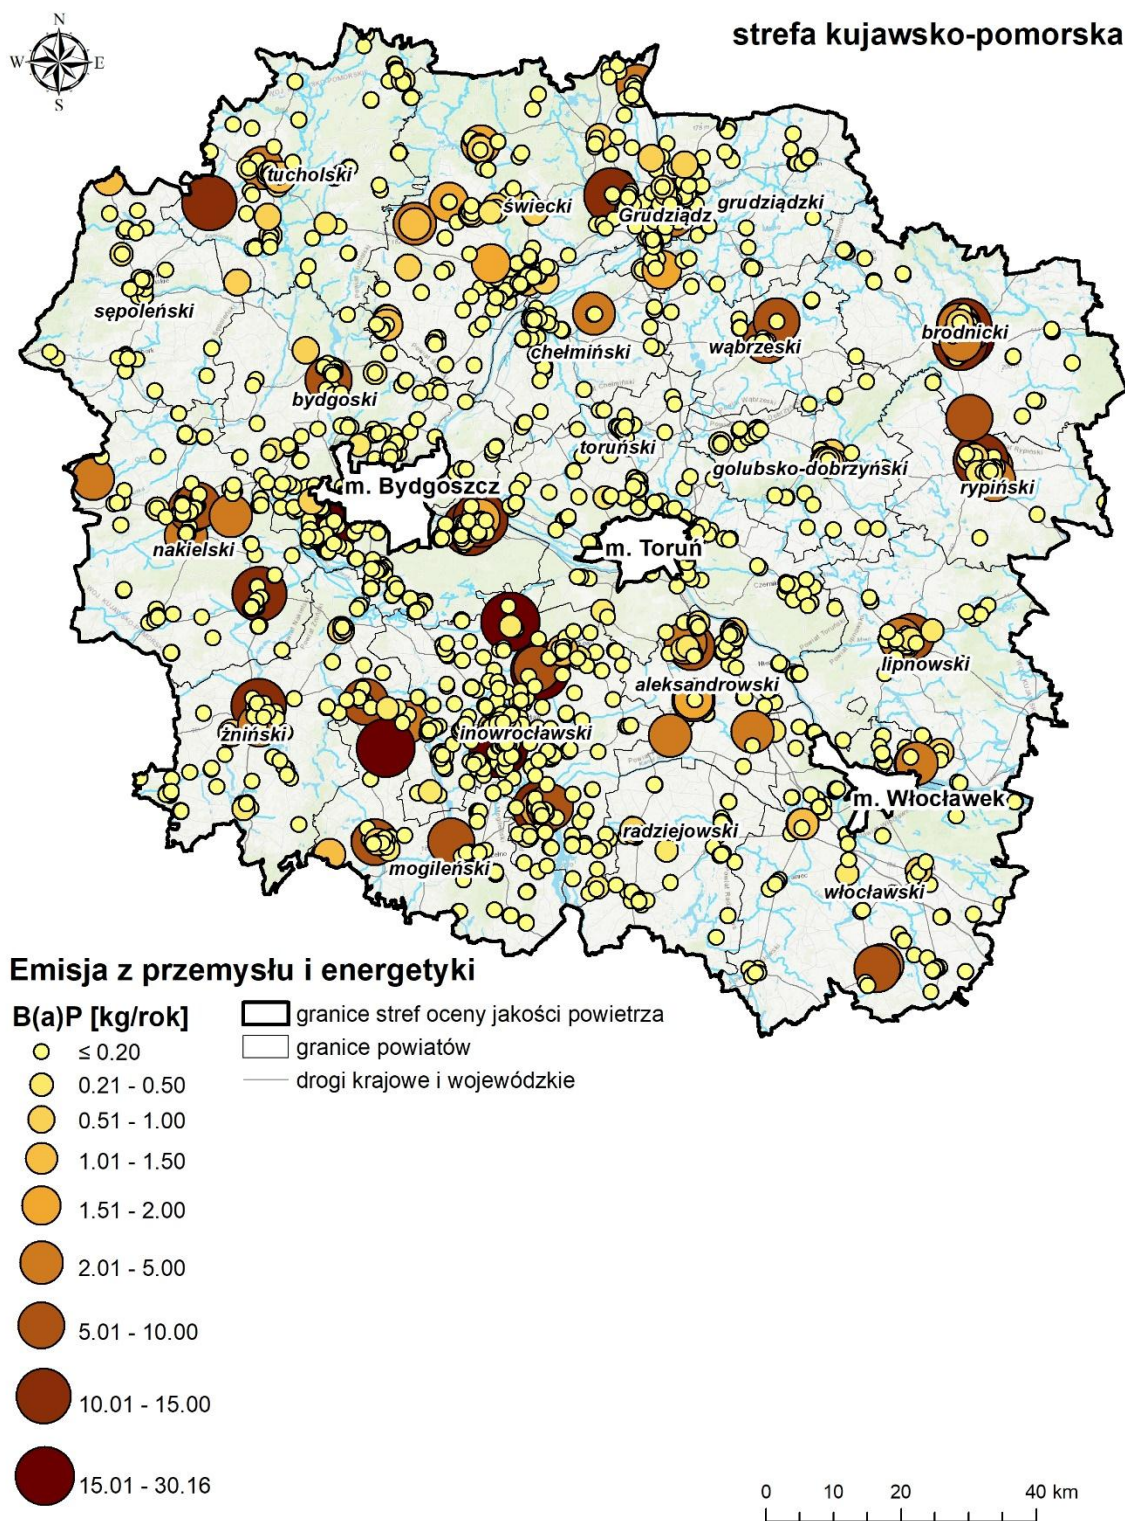 strefa kujawsko-pomorska
N
W
E
S
tucholski
świecki
Grudziądz
grudziądzki
sępoleński
chełmiński
wąbrzeski
brodnicki
bydgoski
toruński
golubsko-dobrzyński
rypiński
m. Bydgoszcz
nakielski
m. Toruń
lipnowski
aleksandrowski
żniński
inowrocławski
m. Włocławek
radziejowski
mogileński
włocławski
Emisja z przemysłu i energetyki
B(a)P [kg/rok]
≤ 0.20
0.21 - 0.50
0.51 - 1.00
1.01 - 1.50
1.51 - 2.00
2.01 - 5.00
5.01 - 10.00
10.01 - 15.00
15.01 - 30.16
granice stref oceny jakości powietrza
granice powiatów
drogi krajowe i wojewódzkie
0 10 20 40 km